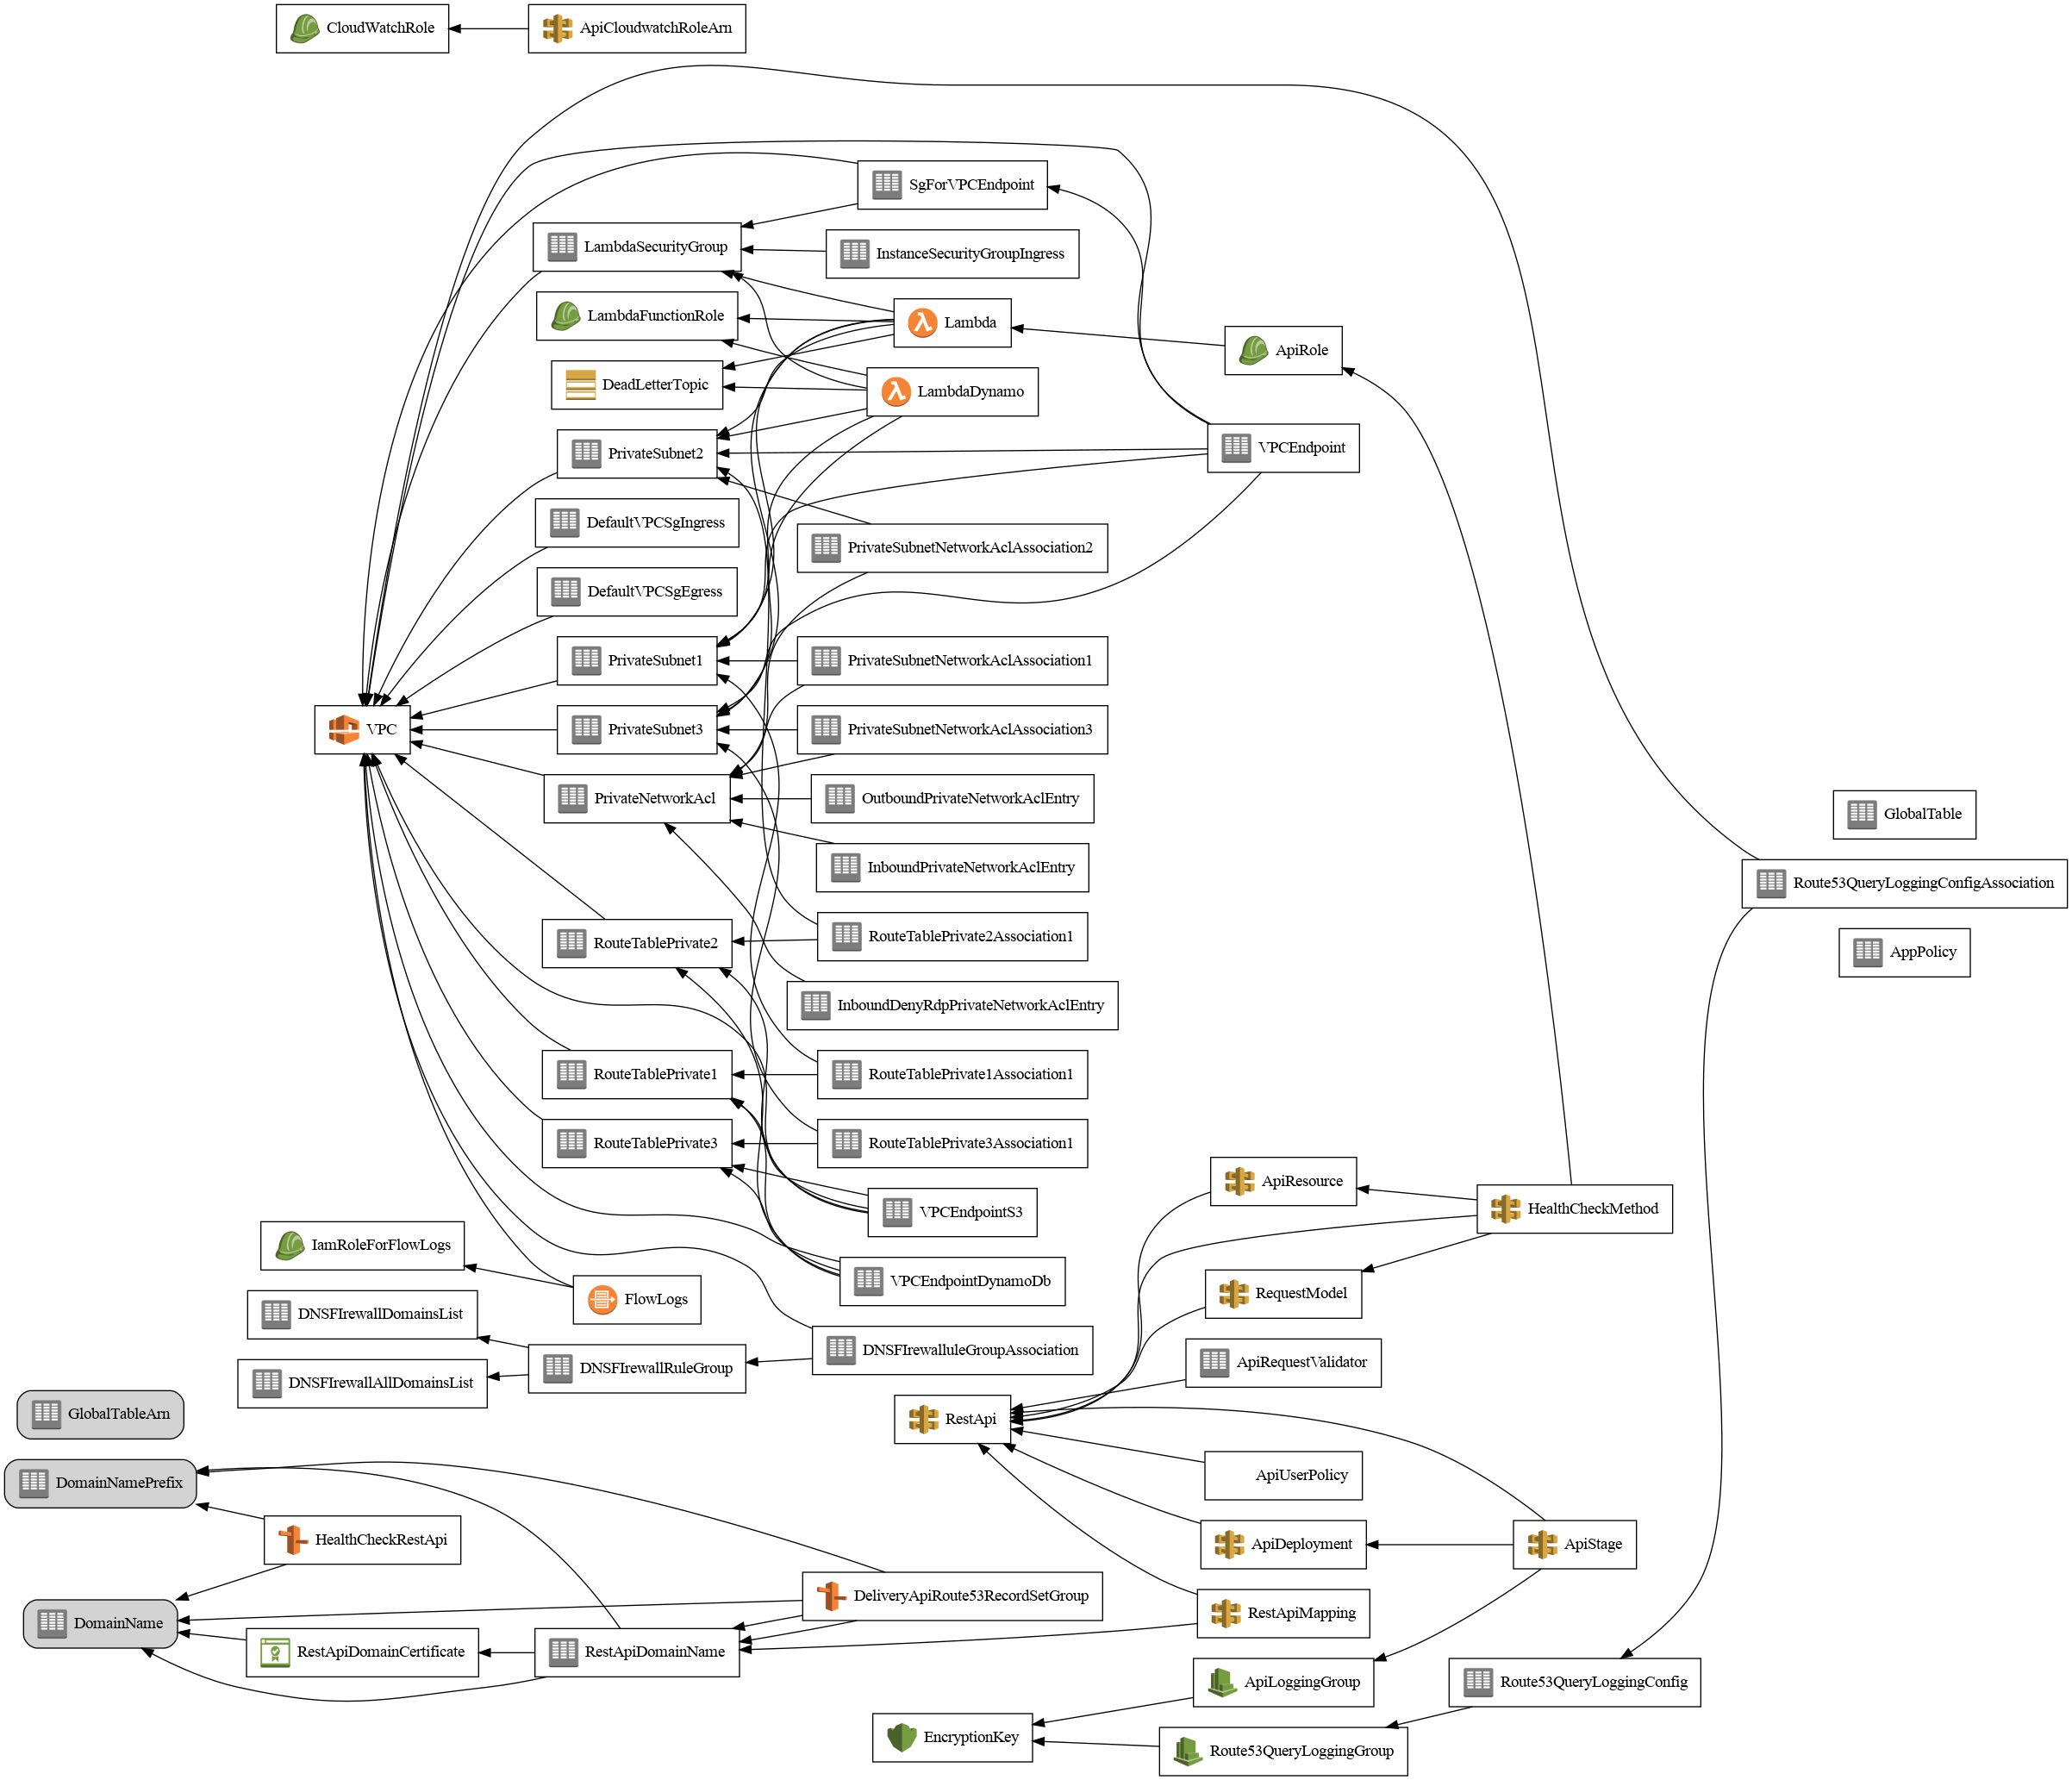 CloudWatchRole
ApiCloudwatchRoleArn
SgForVPCEndpoint
LambdaSecurityGroup
InstanceSecurityGroupIngress
LambdaFunctionRole
Lambda
ApiRole
DeadLetterTopic
LambdaDynamo
PrivateSubnet2
VPCEndpoint
DefaultVPCSgIngress
PrivateSubnetNetworkAclAssociation2
DefaultVPCSgEgress
PrivateSubnet1
PrivateSubnetNetworkAclAssociation1
VPC
PrivateSubnet3
PrivateSubnetNetworkAclAssociation3
PrivateNetworkAcl
OutboundPrivateNetworkAclEntry
GlobalTable
InboundPrivateNetworkAclEntry
Route53QueryLoggingConfigAssociation
RouteTablePrivate2
RouteTablePrivate2Association1
AppPolicy
InboundDenyRdpPrivateNetworkAclEntry
RouteTablePrivate1
RouteTablePrivate1Association1
RouteTablePrivate3
RouteTablePrivate3Association1
ApiResource
VPCEndpointS3
HealthCheckMethod
IamRoleForFlowLogs
VPCEndpointDynamoDb
FlowLogs
RequestModel
DNSFIrewallDomainsList
DNSFIrewalluleGroupAssociation
ApiRequestValidator
DNSFIrewallRuleGroup
DNSFIrewallAllDomainsList
GlobalTableArn
RestApi
DomainNamePrefix
ApiUserPolicy
HealthCheckRestApi
ApiDeployment
ApiStage
DeliveryApiRoute53RecordSetGroup
DomainName
RestApiMapping
RestApiDomainCertificate
RestApiDomainName
ApiLoggingGroup
Route53QueryLoggingConfig
EncryptionKey
Route53QueryLoggingGroup